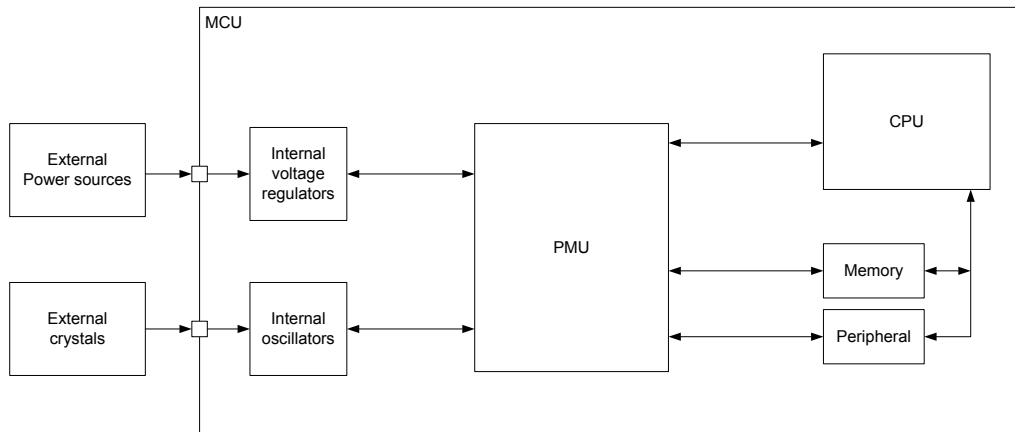 MCU
CPU
External
Power sources
Internal
voltage
regulators
PMU
Memory
External
crystals
Internal
oscillators
Peripheral